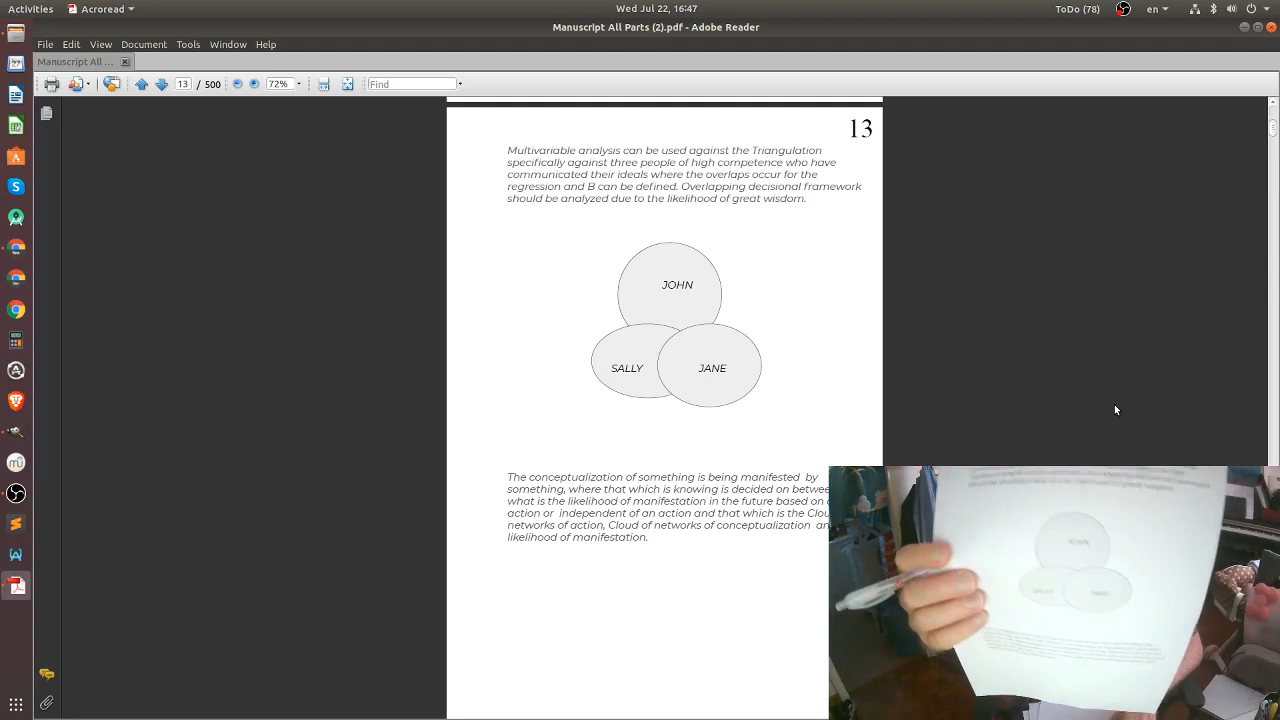 Activities Acroread Wed Jul 22, 16:47 ToDo (78) en
Manuscript All Parts (2).pdf - Adobe Reader
File Edit View Document Tools Window Help
Manuscript All ...
13 / 500 72% Find
13
Multivariable analysis can be used against the Triangulation
specifically against three people of high competence who have
communicated their ideals where the overlaps occur for the
regression and B can be defined. Overlapping decisional framework
should be analyzed due to the likelihood of great wisdom.
JOHN
SALLY JANE
The conceptualization of something is being manifested by
something, where that which is knowing is decided on betwee
what is the likelihood of manifestation in the future based on
action or independent of an action and that which is the Clou
networks of action, Cloud of networks of conceptualization an
likelihood of manifestation.
JOHN
SALLY JANE